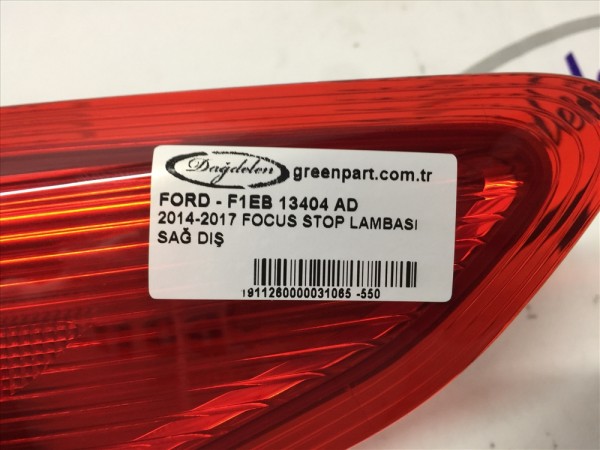 Dağdelen greenpart.com.tr
FORD - F1EB 13404 AD
2014-2017 FOCUS STOP LAMBASI
SAĞ DIŞ
1911260000031065 -550